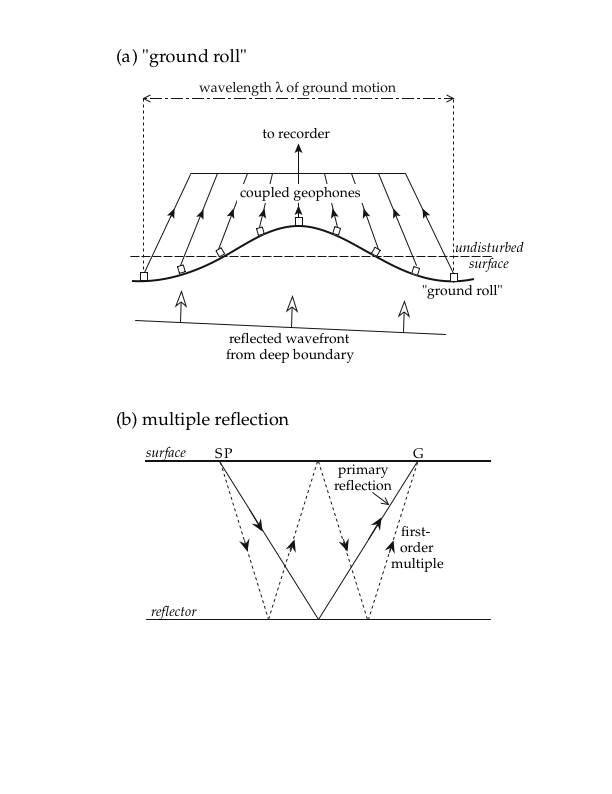 (a) "ground roll"
wavelength λ of ground motion
to recorder
coupled geophones
undisturbed
surface
"ground roll"
reflected wavefront
from deep boundary
(b) multiple reflection
surface
SP
G
primary
reflection
first-
order
multiple
reflector